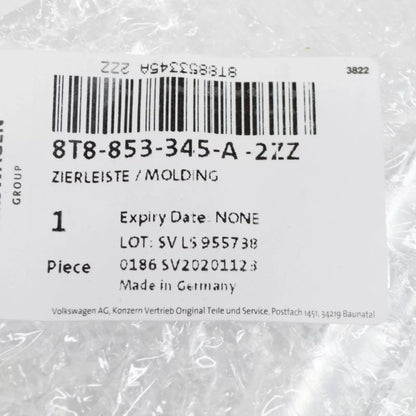 8T8853345A 2ZZ
3822
GROUP
8T8-853-345-A -2ZZ
ZIERLEISTE / MOLDING
1 Expiry Date: NONE
LOT: SV LS 955738
Piece 0186 SV20201123
Made in Germany
Volkswagen AG, Konzern Vertrieb Original Teile und Service, Postfach 1451, 34219 Baunatal